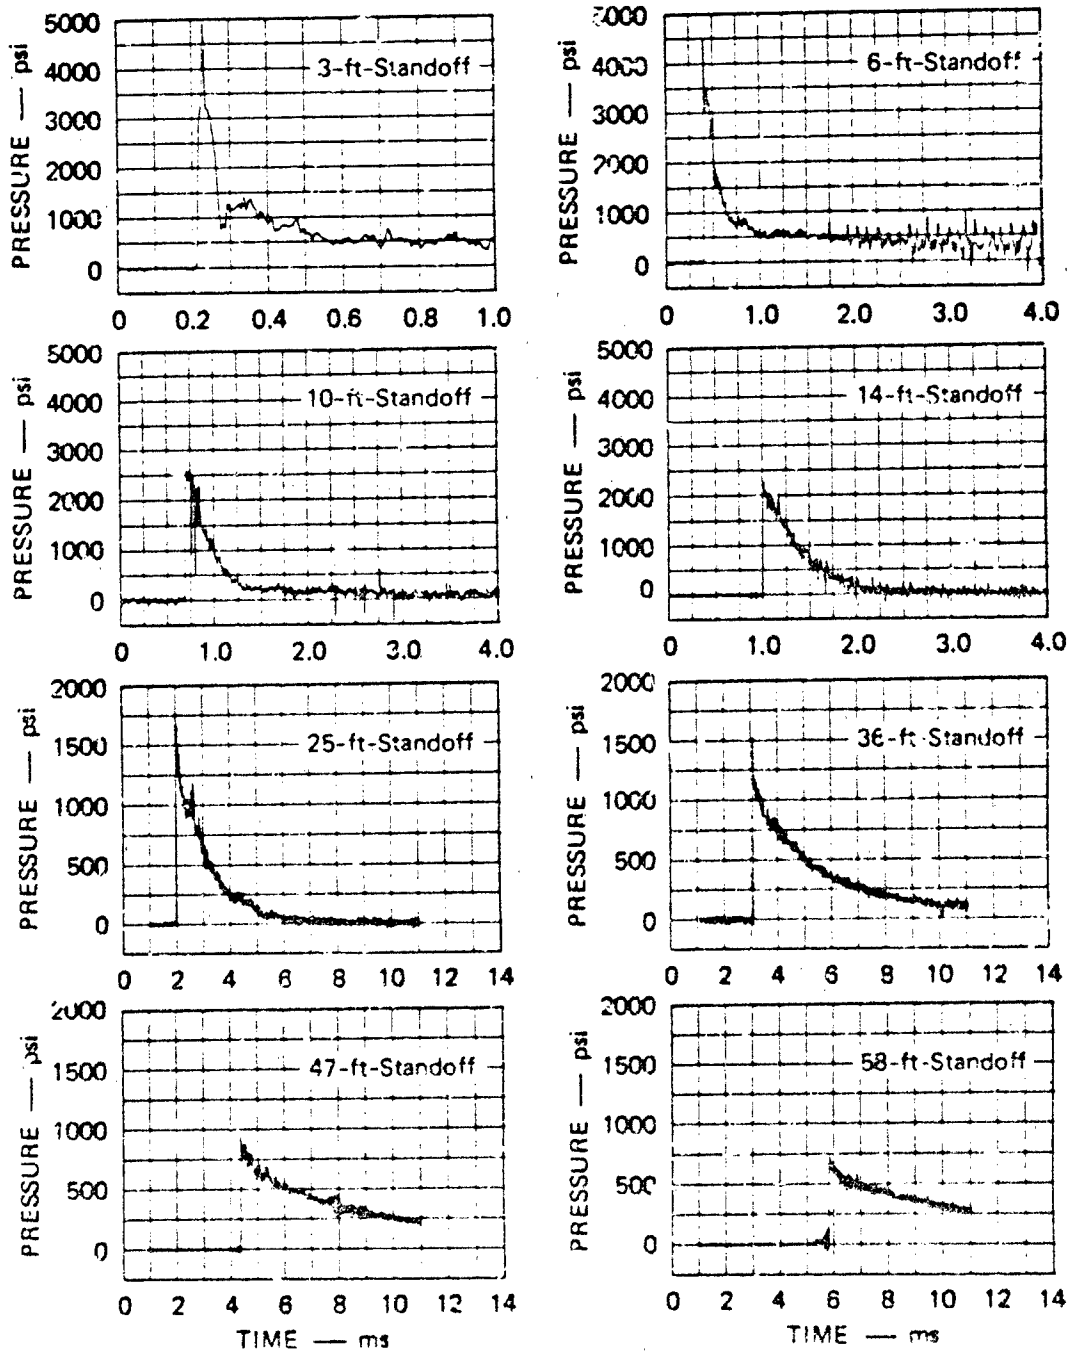 5000
4000
3000
2000
1000
0
PRESSURE — psi
3-ft-Standoff
0 0.2 0.4 0.6 0.8 1.0
5000
4000
3000
2000
1000
0
PRESSURE — psi
6-ft-Standoff
0 1.0 2.0 3.0 4.0
5000
4000
3000
2000
1000
0
PRESSURE — psi
10-ft-Standoff
0 1.0 2.0 3.0 4.0
5000
4000
3000
2000
1000
0
PRESSURE — psi
14-ft-Standoff
0 1.0 2.0 3.0 4.0
2000
1500
1000
500
0
PRESSURE — psi
25-ft-Standoff
0 2 4 6 8 10 12 14
2000
1500
1000
500
0
PRESSURE — psi
36-ft-Standoff
0 2 4 6 8 10 12 14
2000
1500
1000
500
0
PRESSURE — psi
47-ft-Standoff
0 2 4 6 8 10 12 14
TIME — ms
2000
1500
1000
500
0
PRESSURE — psi
58-ft-Standoff
0 2 4 6 8 10 12 14
TIME — ms